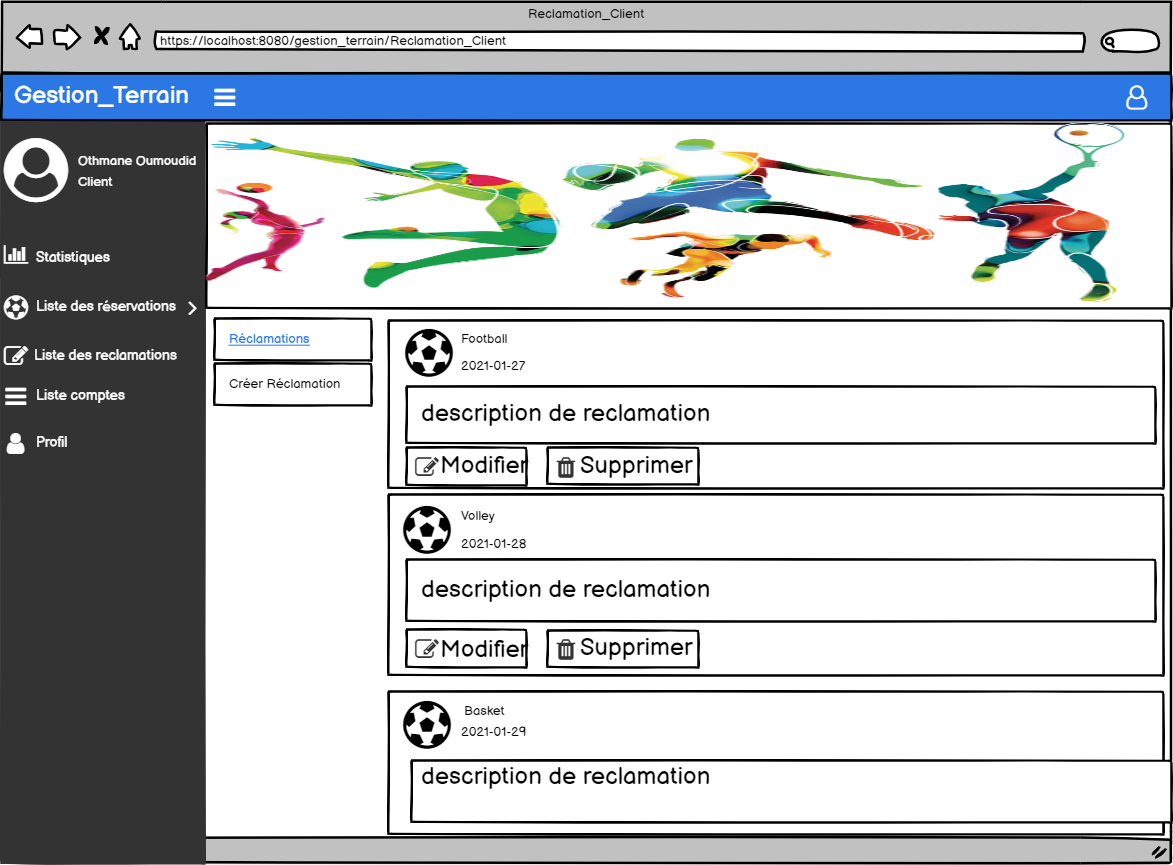 Reclamation_Client
https://localhost:8080/gestion_terrain/Reclamation_Client
Gestion_Terrain
Othmane Oumoudid
Client
Statistiques
Liste des réservations
Liste des reclamations
Liste comptes
Profil
Réclamations
Créer Réclamation
Football
2021-01-27
description de reclamation
Modifier
Supprimer
Volley
2021-01-28
description de reclamation
Modifier
Supprimer
Basket
2021-01-29
description de reclamation